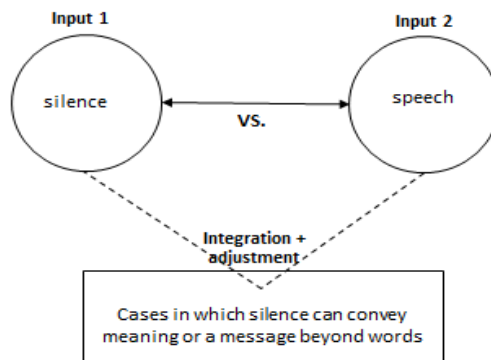 Input 1
Input 2
silence
speech
VS.
Integration +
adjustment
Cases in which silence can convey
meaning or a message beyond words